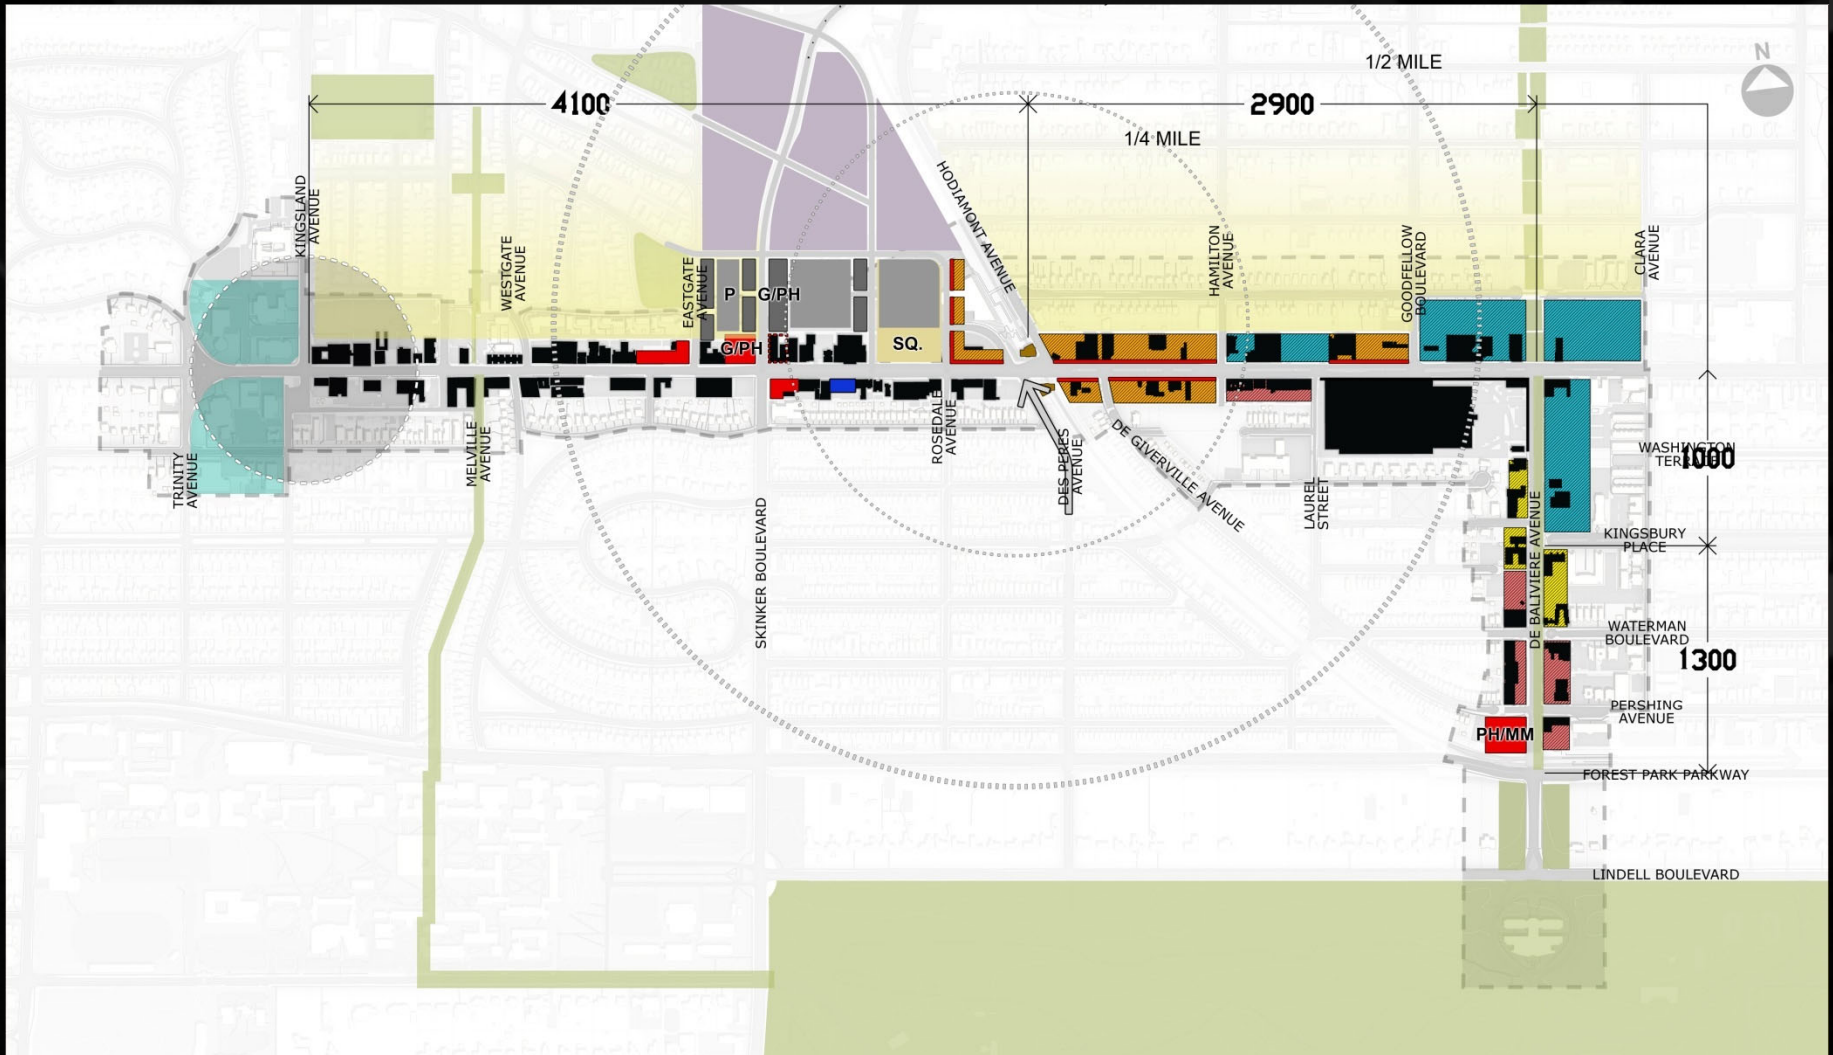 N
1/2 MILE
4100
2900
1/4 MILE
HODIAMONT AVENUE
KINGSLAND
AVENUE
WESTGATE
AVENUE
EASTGATE
AVENUE
HAMILTON
AVENUE
GOODFELLOW
BOULEVARD
CLARA
AVENUE
P
G/PH
G/PH
SQ.
TRINITY
AVENUE
MELVILLE
AVENUE
ROSEDALE
AVENUE
DES PERES
AVENUE
DE GIVERVILLE AVENUE
LAUREL
STREET
WASHINGTON
TERRACE
1000
SKINKER BOULEVARD
DE BALIVIERE AVENUE
KINGSBURY
PLACE
WATERMAN
BOULEVARD
1300
PERSHING
AVENUE
PH/MM
FOREST PARK PARKWAY
LINDELL BOULEVARD